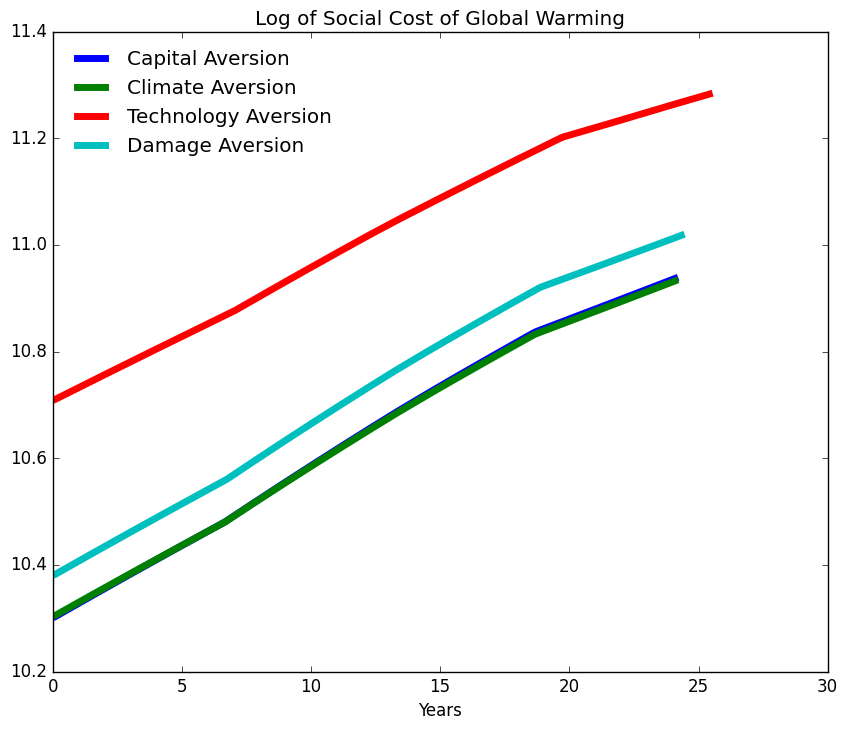 Log of Social Cost of Global Warming
11.4
11.2
11.0
10.8
10.6
10.4
10.2
Capital Aversion
Climate Aversion
Technology Aversion
Damage Aversion
0 5 10 15 20 25 30
Years